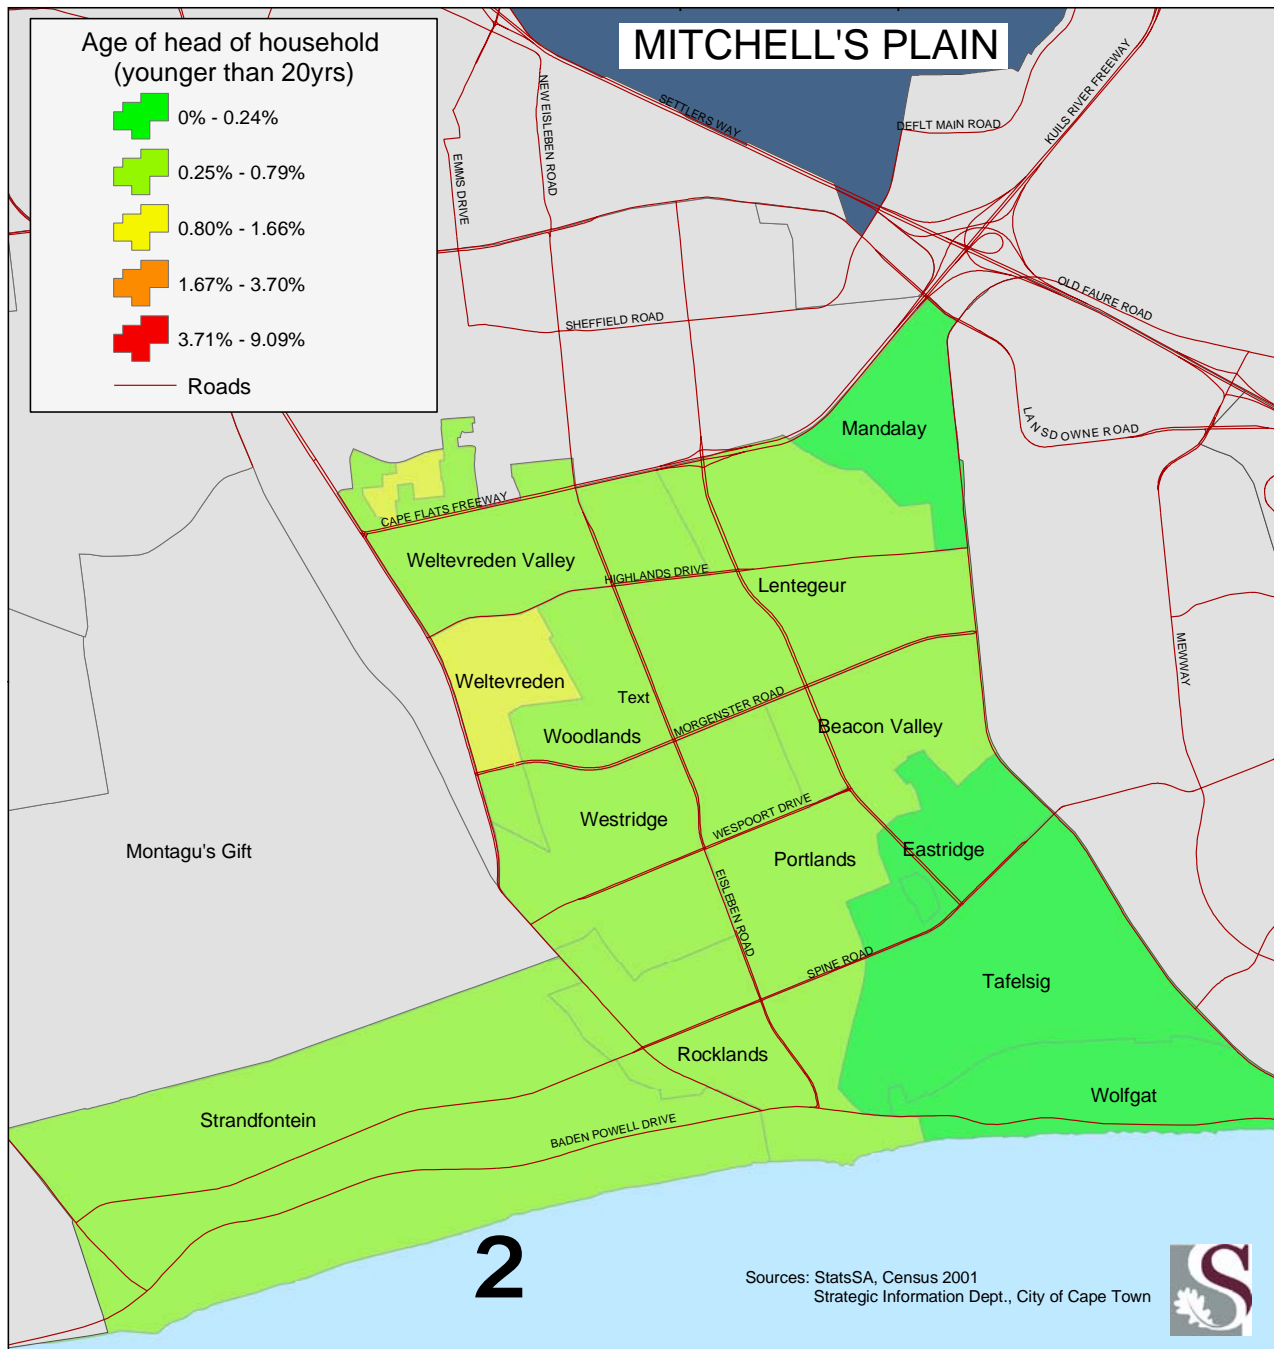 MITCHELL'S PLAIN
Age of head of household
(younger than 20yrs)
0% - 0.24%
0.25% - 0.79%
0.80% - 1.66%
1.67% - 3.70%
3.71% - 9.09%
Roads
NEW EISLEBEN ROAD
EMMS DRIVE
SETTLERS WAY
DEFLT MAIN ROAD
KUILS RIVER FREEWAY
OLD FAURE ROAD
SHEFFIELD ROAD
LANSDOWNE ROAD
Mandalay
CAPE FLATS FREEWAY
Weltevreden Valley
HIGHLANDS DRIVE
Lentegeur
MEWWAY
Weltevreden
Text
Woodlands
MORGENSTER ROAD
Beacon Valley
Westridge
WESPOORT DRIVE
Montagu's Gift
Portlands
Eastridge
EISLEBEN ROAD
SPINE ROAD
Tafelsig
Rocklands
Wolfgat
Strandfontein
BADEN POWELL DRIVE
2
Sources: StatsSA, Census 2001
Strategic Information Dept., City of Cape Town
S